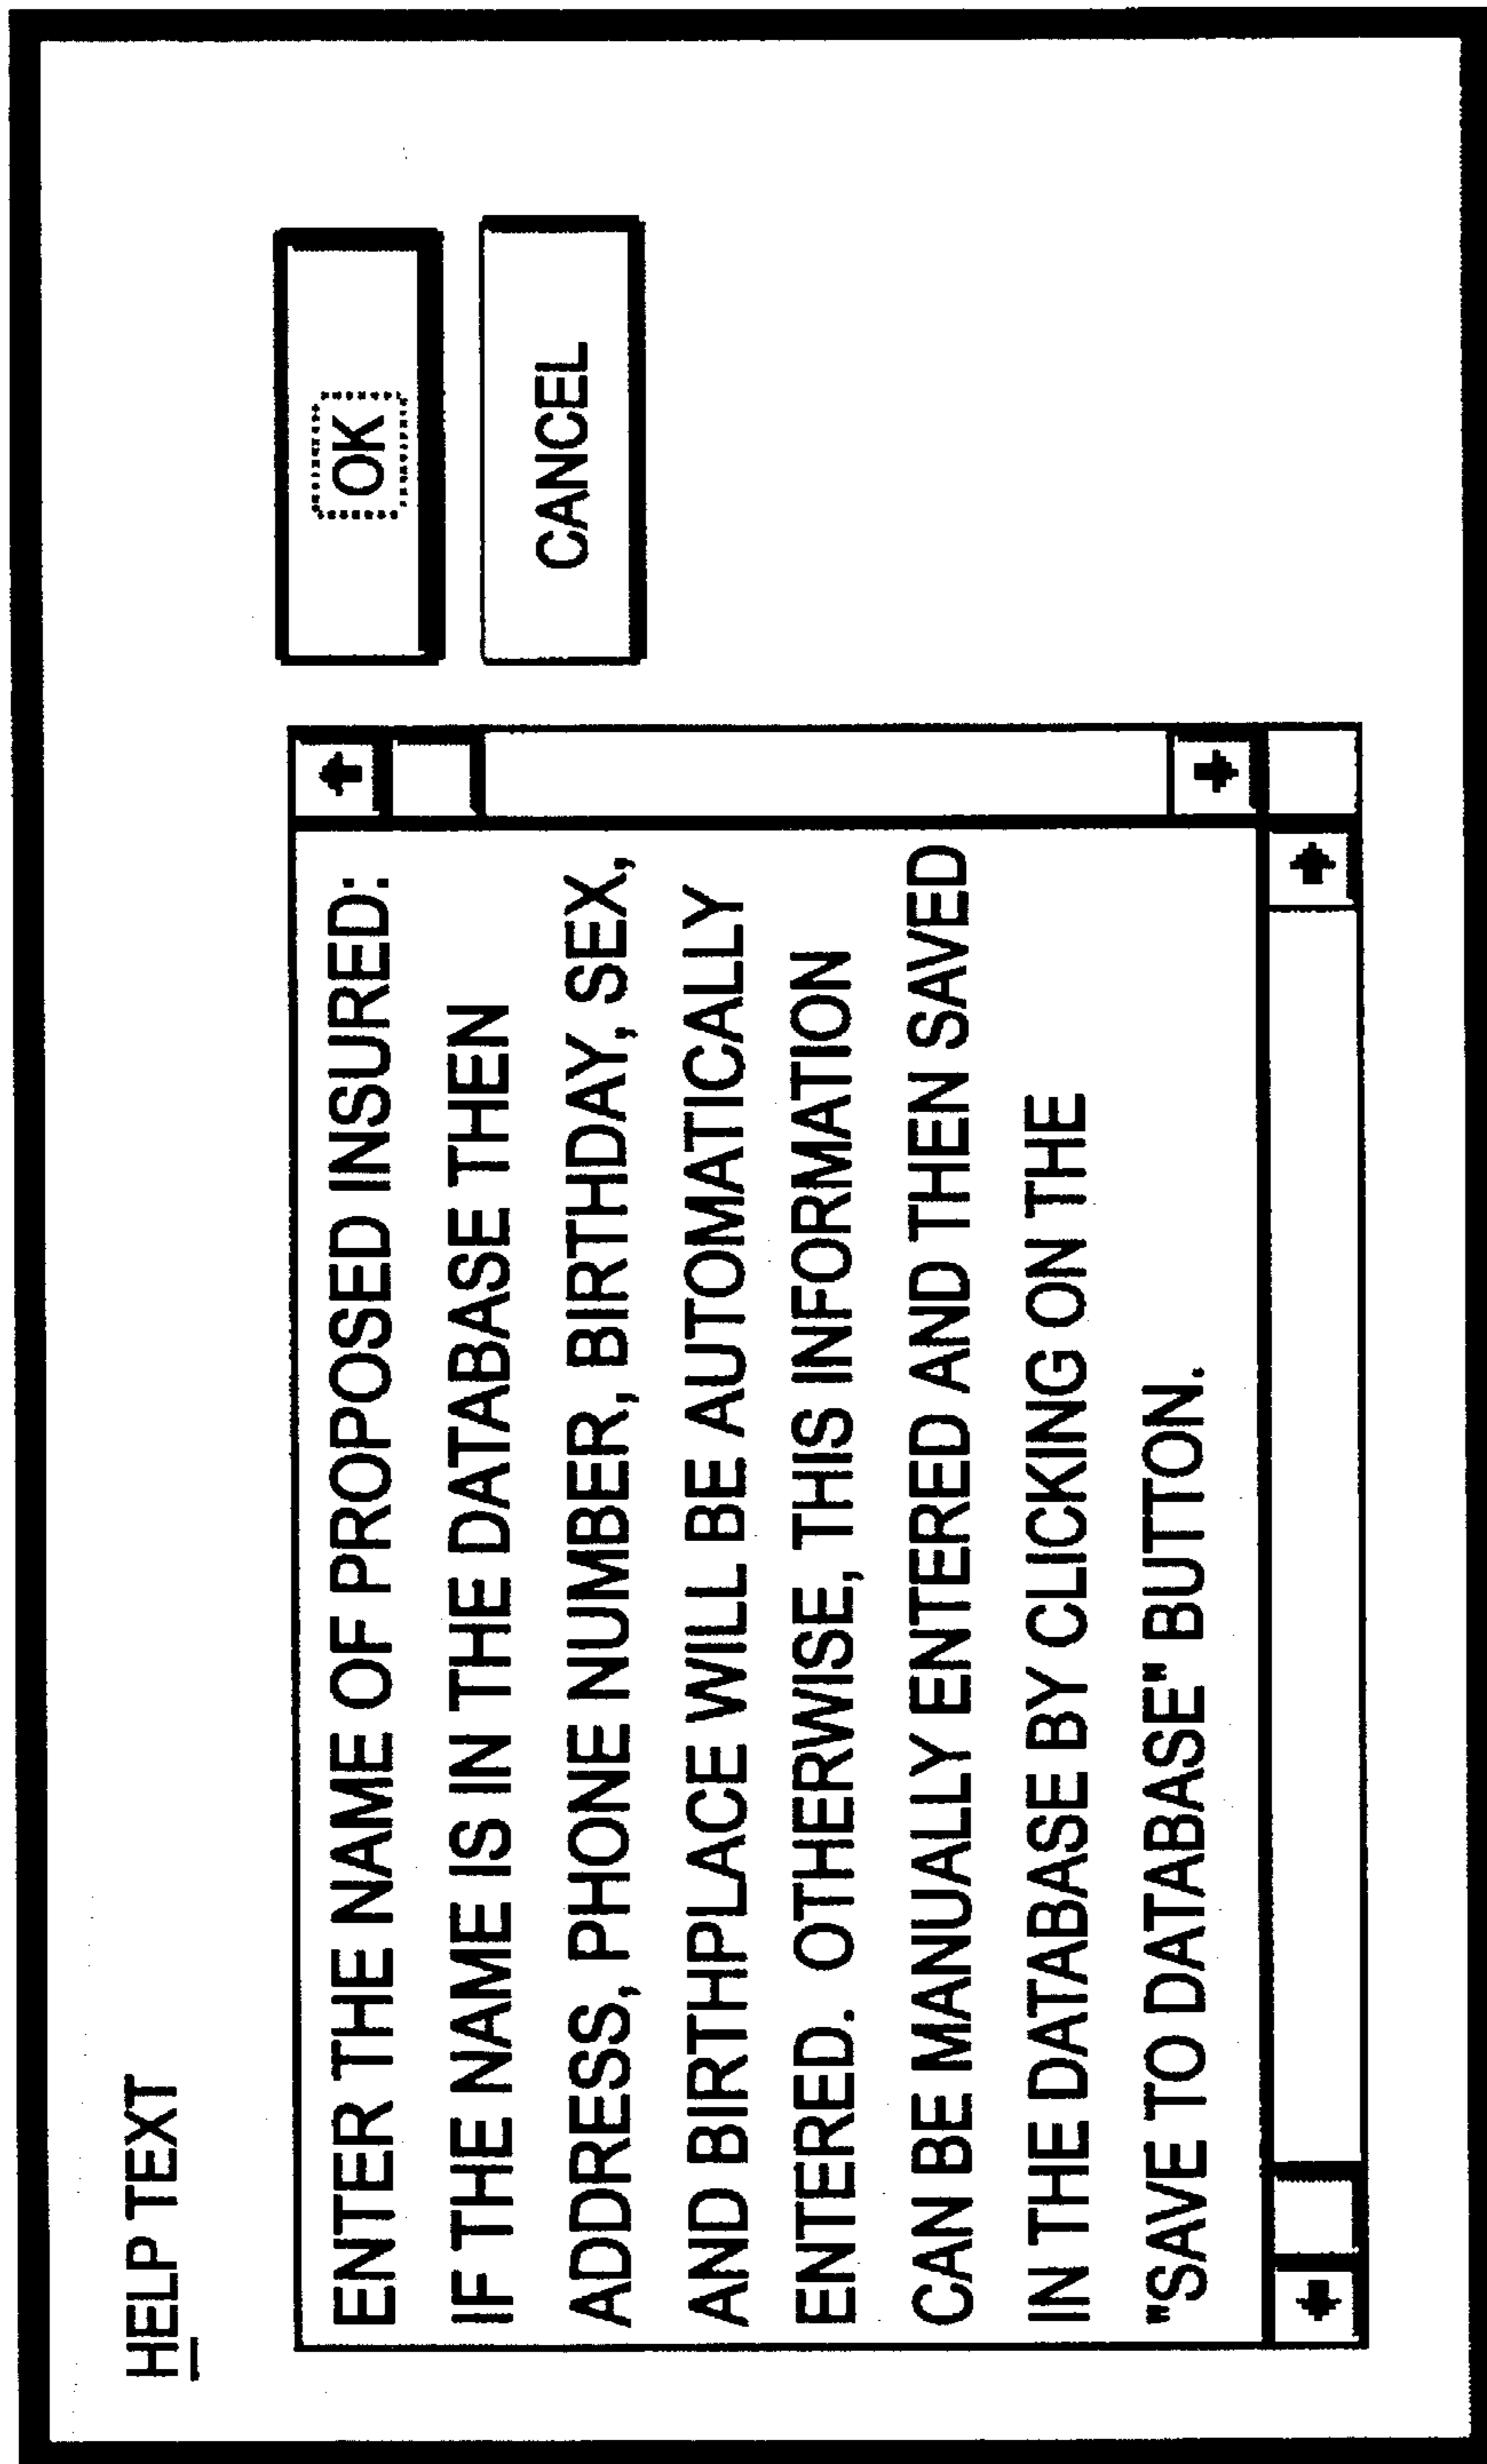 HELP TEXT
ENTER THE NAME OF PROPOSED INSURED:
IF THE NAME IS IN THE DATABASE THEN
ADDRESS, PHONE NUMBER, BIRTHDAY, SEX,
AND BIRTHPLACE WILL BE AUTOMATICALLY
ENTERED. OTHERWISE, THIS INFORMATION
CAN BE MANUALLY ENTERED AND THEN SAVED
IN THE DATABASE BY CLICKING ON THE
"SAVE TO DATABASE" BUTTON.
OK
CANCEL